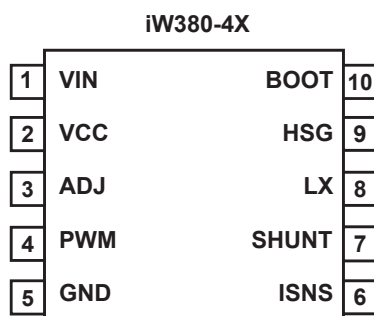 iW380-4X
1 VIN BOOT 10
2 VCC HSG 9
3 ADJ LX 8
4 PWM SHUNT 7
5 GND ISNS 6